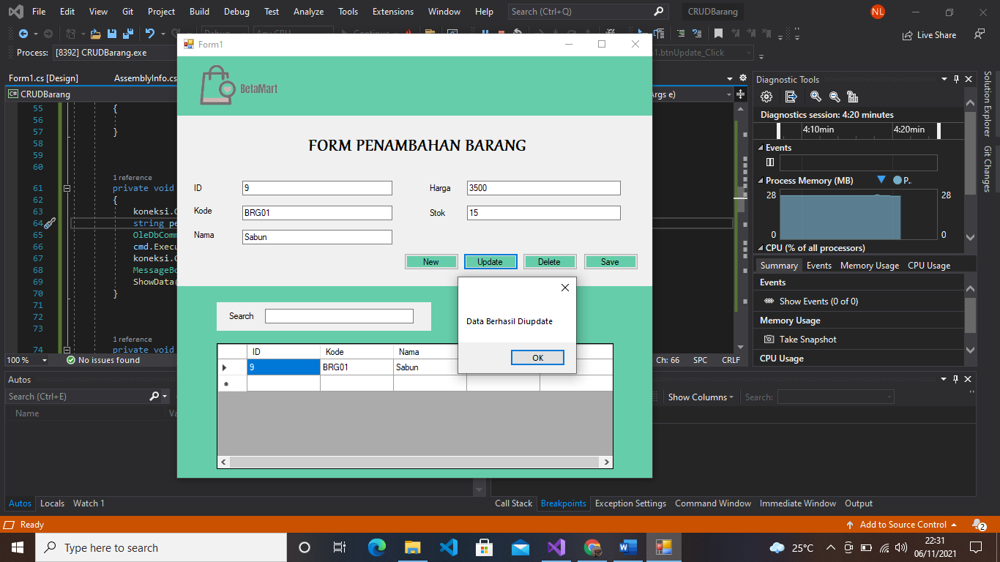 File Edit View Git Project Build Debug Test Analyze Tools Extensions Window Help Search (Ctrl+Q) CRUDBarang NL
Live Share
Process: [8392] CRUDBarang.exe
1.btnUpdate_Click
Form1
Form1.cs [Design] AssemblyInfo.cs
C# CRUDBarang
Args e)
BetaMart
FORM PENAMBAHAN BARANG
ID 9
Kode BRG01
Nama Sabun
Harga 3500
Stok 15
New Update Delete Save
Data Berhasil Diupdate
OK
Search
ID Kode Nama
9 BRG01 Sabun
55 {
56
57 }
58
59
60
1 reference
61 private void
62 {
63 koneksi.
64 string pe
65 OleDbComm
66 cmd.Execu
67 koneksi.
68 MessageBo
69 ShowData(
70 }
71
72
73
1 reference
74 private void
100 % No issues found
Ch: 66 SPC CRLF
Diagnostic Tools
Diagnostics session: 4:20 minutes
4:10min 4:20min
Events
Process Memory (MB) P..
28 28
0 0
CPU (% of all processors)
Summary Events Memory Usage CPU Usage
Events
Show Events (0 of 0)
Memory Usage
Take Snapshot
CPU Usage
Solution Explorer
Git Changes
Autos
Search (Ctrl+E)
Name
Show Columns Search:
Autos Locals Watch 1
Call Stack Breakpoints Exception Settings Command Window Immediate Window Output
Ready
Add to Source Control 2
Type here to search
25°C
22:31
06/11/2021